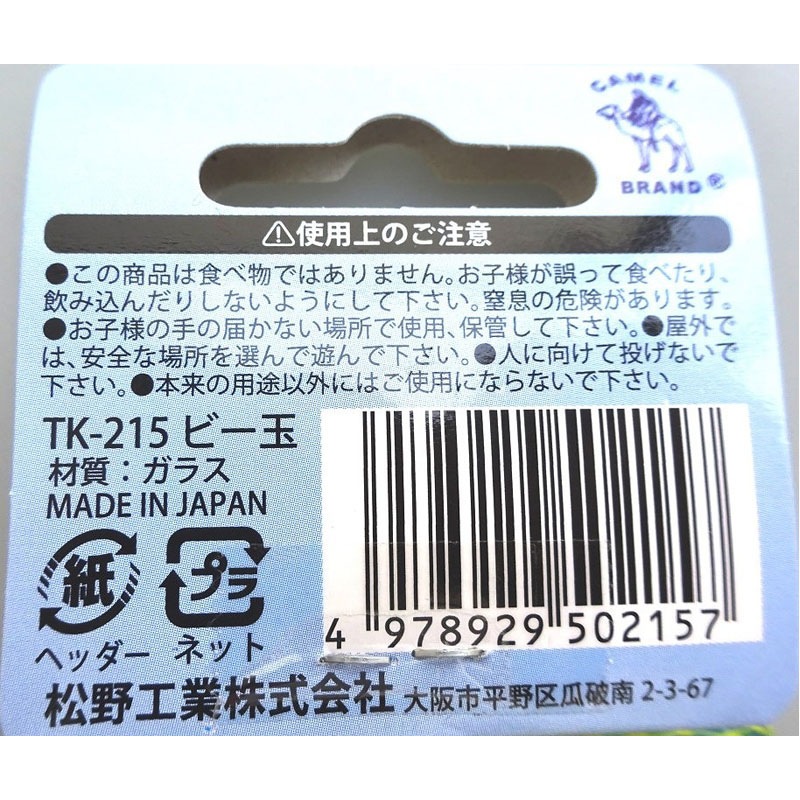 CAMEL
BRAND®
⚠使用上のご注意
●この商品は食べ物ではありません。お子様が誤って食べたり、
飲み込んだりしないようにして下さい。窒息の危険があります。
●お子様の手の届かない場所で使用、保管して下さい。●屋外で
は、安全な場所を選んで遊んで下さい。●人に向けて投げないで
下さい。●本来の用途以外にはご使用にならないで下さい。
TK-215 ビー玉
材質：ガラス
MADE IN JAPAN
紙 プラ
ヘッダー ネット
4 978929 502157
松野工業株式会社 大阪市平野区瓜破南 2-3-67